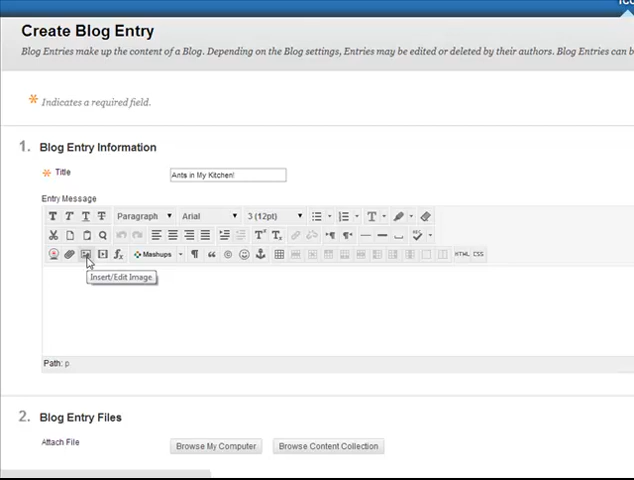 Create Blog Entry
Blog Entries make up the content of a Blog. Depending on the Blog settings, Entries may be edited or deleted by their authors. Blog Entries can b
* Indicates a required field.
1. Blog Entry Information
* Title
Ants in My Kitchen!
Entry Message
T T T T Paragraph Arial 3 (12pt) T
T T
fx Mashups ¶ “ © HTML CSS
Insert/Edit Image
Path: p
2. Blog Entry Files
Attach File
Browse My Computer Browse Content Collection